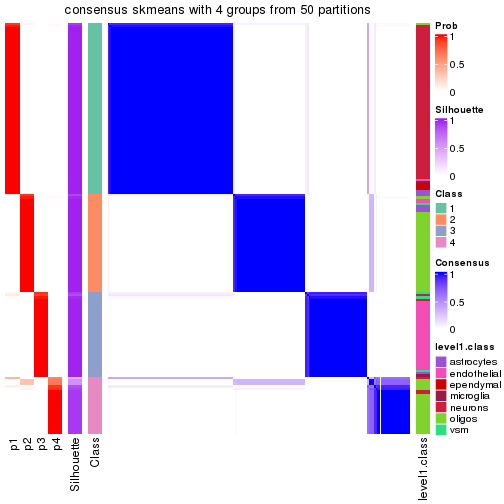 consensus skmeans with 4 groups from 50 partitions
Prob
1
0.5
0
Silhouette
1
0.5
0
Class
1
2
3
4
Consensus
1
0.5
0
level1.class
astrocytes
endothelial
ependymal
microglia
neurons
oligos
vsm
p1
p2
p3
p4
Silhouette
Class
level1.class